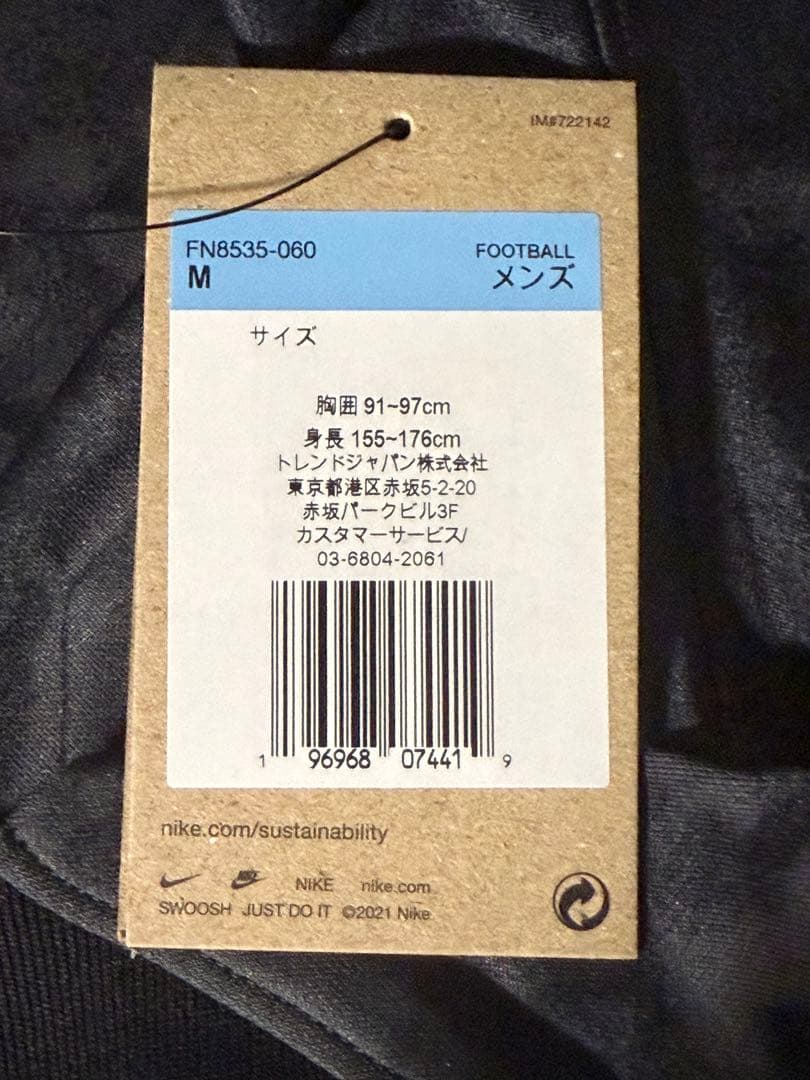 IM#722142
FN8535-060 FOOTBALL
M メンズ
サイズ
胸囲 91~97cm
身長 155~176cm
トレンドジャパン株式会社
東京都港区赤坂5-2-20
赤坂パークビル3F
カスタマーサービス/
03-6804-2061
1 96968 07441 9
nike.com/sustainability
NIKE NIKE nike.com
SWOOSH JUST DO IT ©2021 Nike